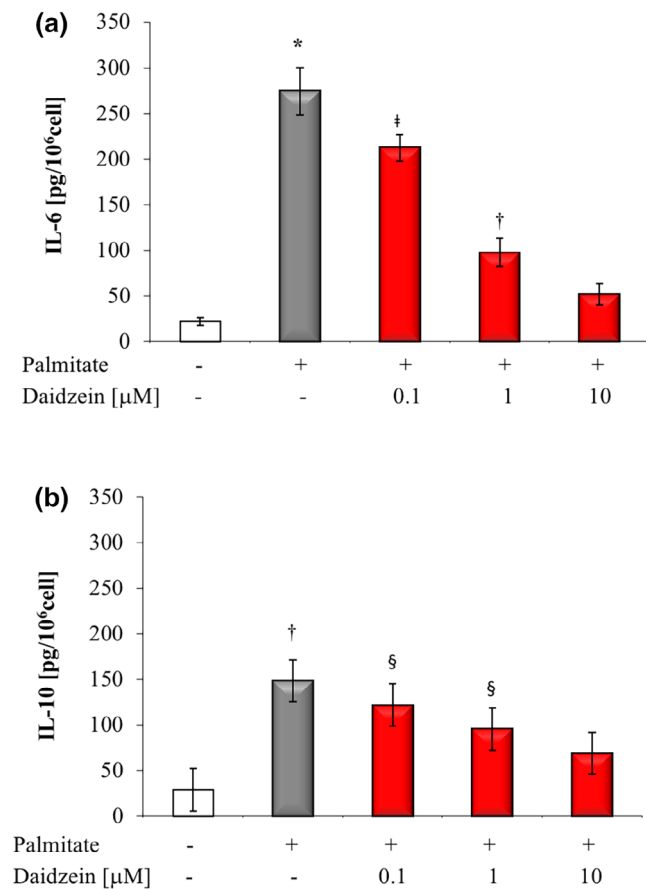 (a)
350
300
250
200
150
100
50
0
IL-6 [pg/10⁶cell]
*
‡
†
Palmitate - + + + +
Daidzein [μM] - - 0.1 1 10
(b)
350
300
250
200
150
100
50
0
IL-10 [pg/10⁶cell]
†
§
§
Palmitate - + + + +
Daidzein [μM] - - 0.1 1 10